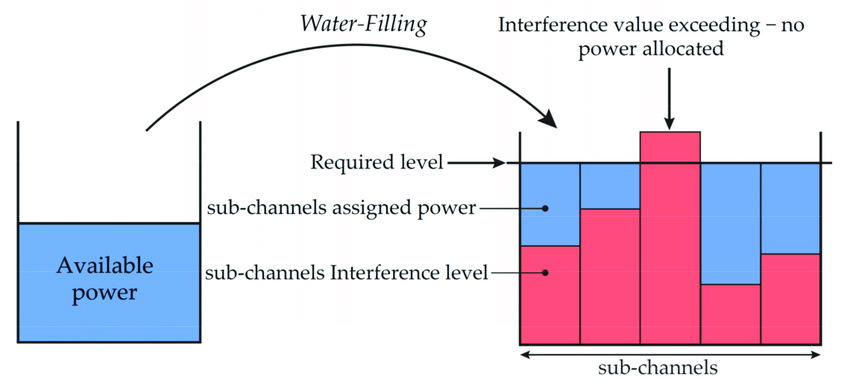 Water-Filling
Interference value exceeding – no
power allocated
Required level
sub-channels assigned power
Available
power
sub-channels Interference level
sub-channels